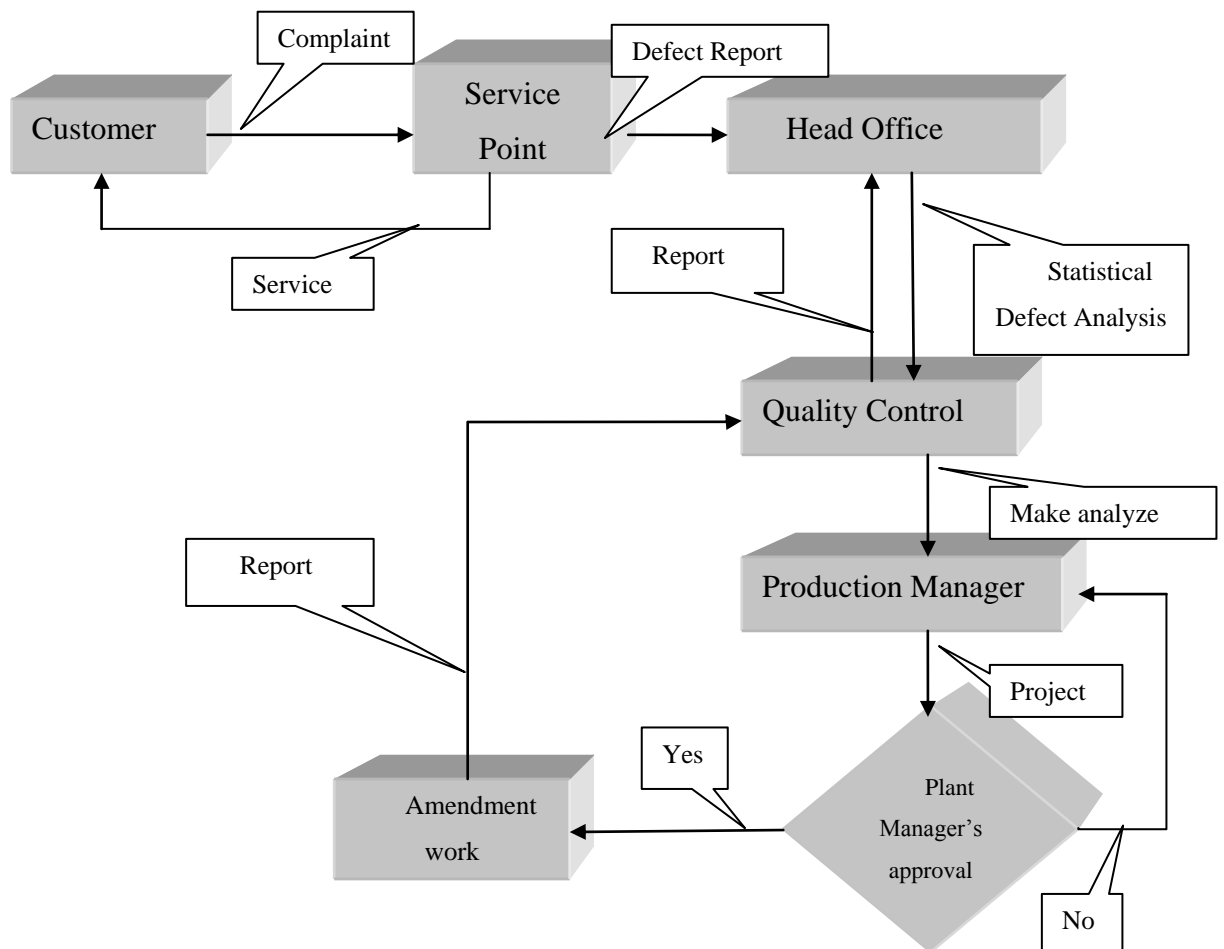 Complaint
Defect Report
Customer
Service
Point
Head Office
Service
Report
Statistical
Defect Analysis
Quality Control
Make analyze
Report
Production Manager
Project
Yes
Amendment
work
Plant
Manager’s
approval
No